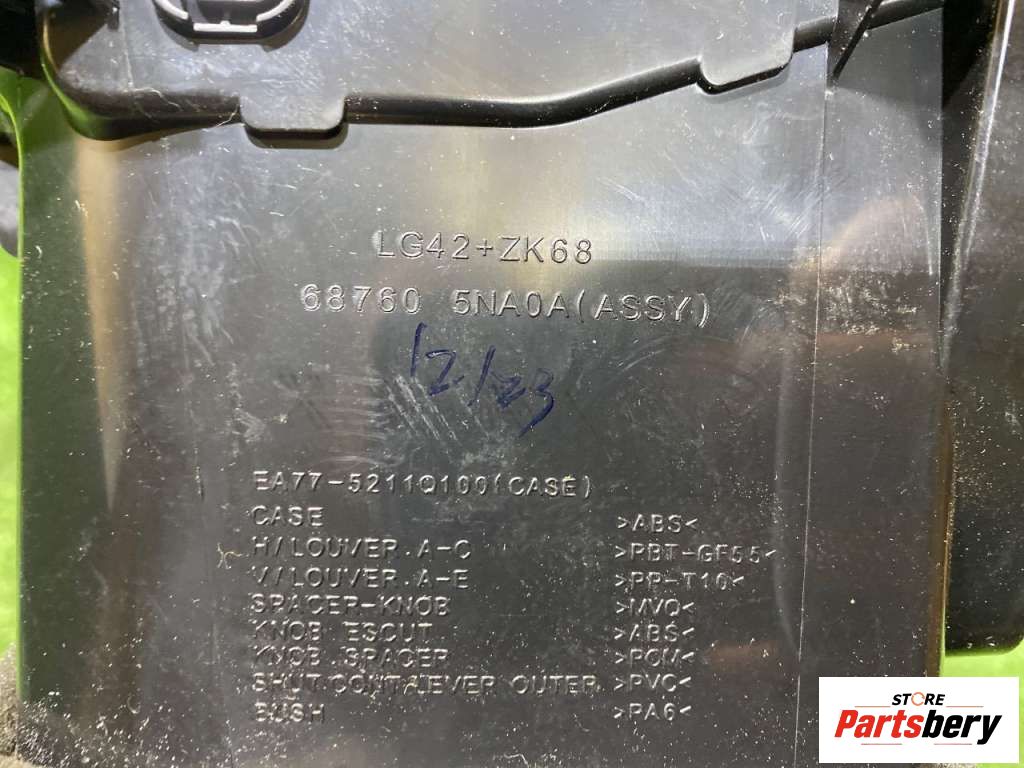 LG42+ZK68
68760 5NA0A(ASSY)
12/23
EA77-5211Q100(CASE)
CASE >ABS<
H/LOUVER.A-C >PBT-GF55<
V/LOUVER.A-E >PP-T10<
SPACER-KNOB >MVQ<
KNOB ESCUT >ABS<
KNOB.SPACER >POM<
SHUT.CONT.LEVER OUTER >PVC<
BUSH >PA6<
STORE
Partsbery